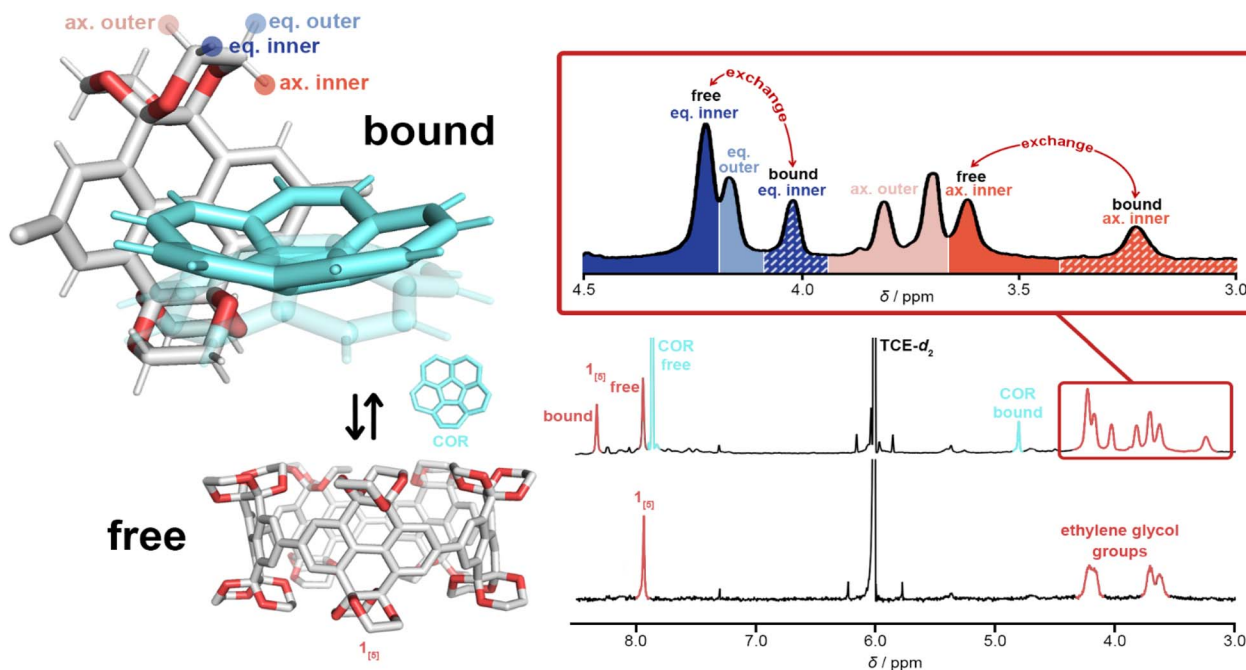 ax. outer
eq. outer
eq. inner
ax. inner
bound
COR
free
1[5]
exchange
exchange
free
eq. inner
eq.
outer
bound
eq. inner
ax. outer
free
ax. inner
bound
ax. inner
4.5 4.0 3.5 3.0
δ / ppm
1[5]
free
bound
COR
free
TCE-d2
COR
bound
1[5]
ethylene glycol
groups
8.0 7.0 6.0 5.0 4.0 3.0
δ / ppm